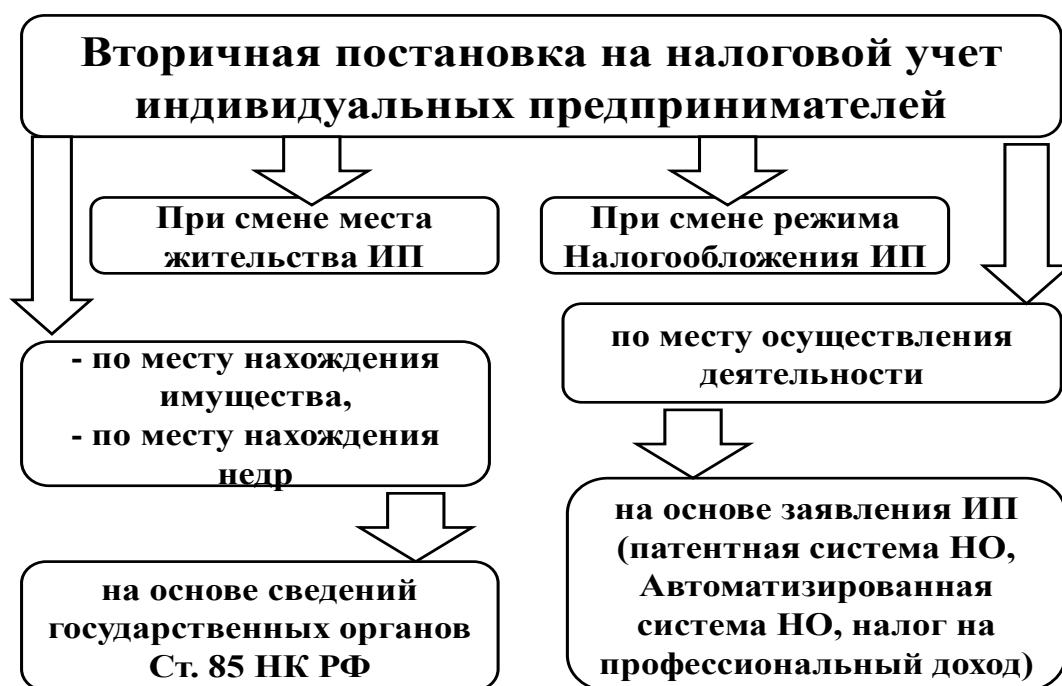 Вторичная постановка на налоговой учет
индивидуальных предпринимателей
При смене места
жительства ИП
При смене режима
Налогообложения ИП
- по месту нахождения
имущества,
- по месту нахождения
недр
по месту осуществления
деятельности
на основе сведений
государственных органов
Ст. 85 НК РФ
на основе заявления ИП
(патентная система НО,
Автоматизированная
система НО, налог на
профессиональный доход)